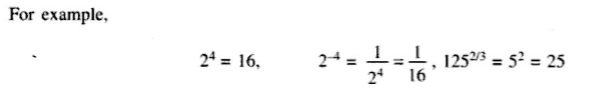 For example,
2⁴ = 16, 2⁻⁴ = 1/2⁴ = 1/16 , 125²ᐟ³ = 5² = 25